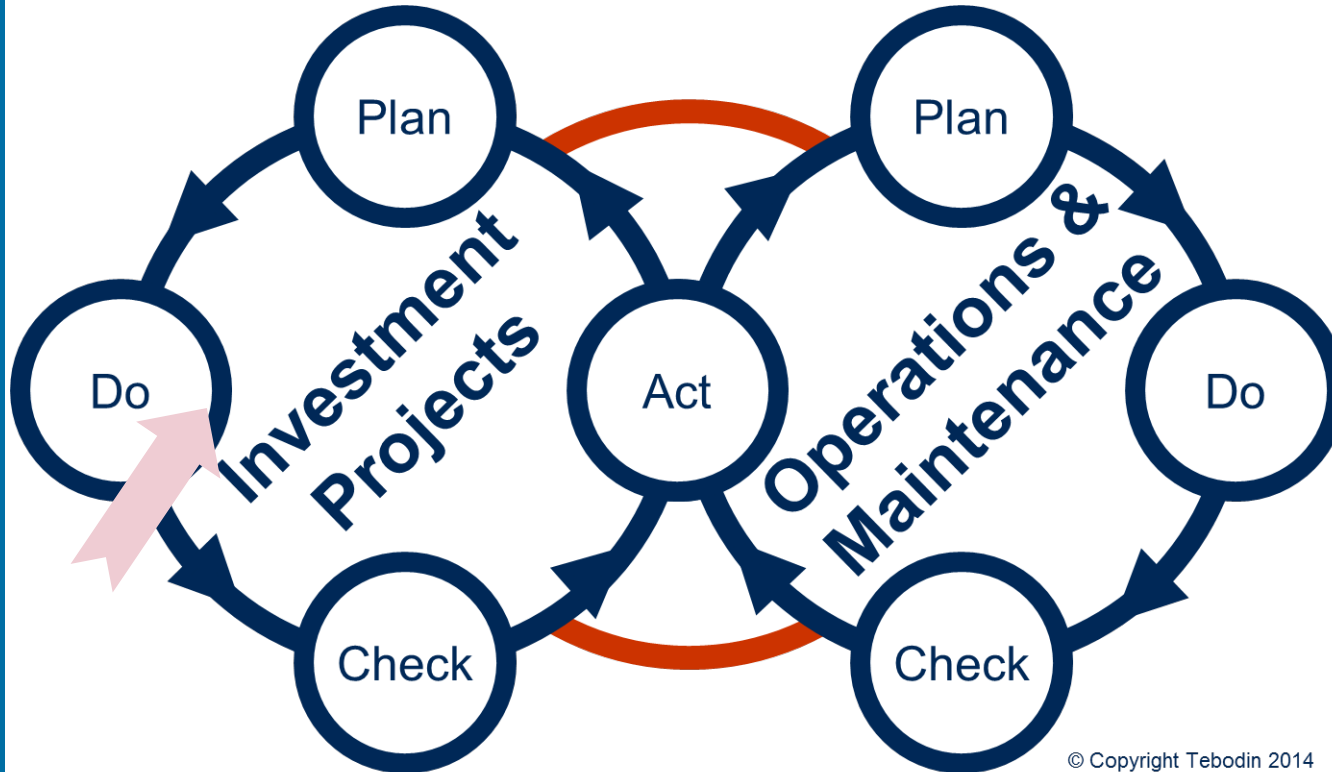 Plan
Plan
Investment
Projects
Operations &
Maintenance
Do
Act
Do
Check
Check
© Copyright Tebodin 2014